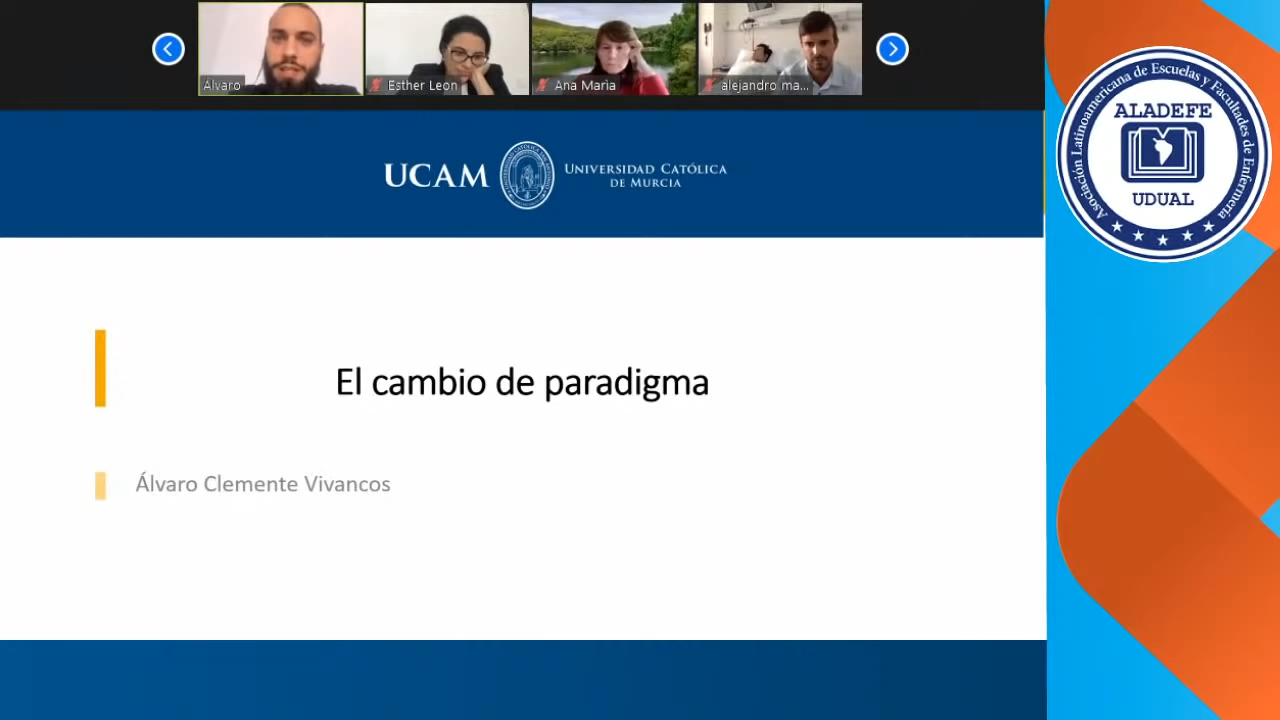 Álvaro
Esther Leon
Ana Maria
alejandro ma...
UCAM
UNIVERSIDAD CATÓLICA
DE MURCIA
Asociación Latinoamericana de Escuelas y Facultades de Enfermería
ALADEFE
UDUAL
El cambio de paradigma
Álvaro Clemente Vivancos